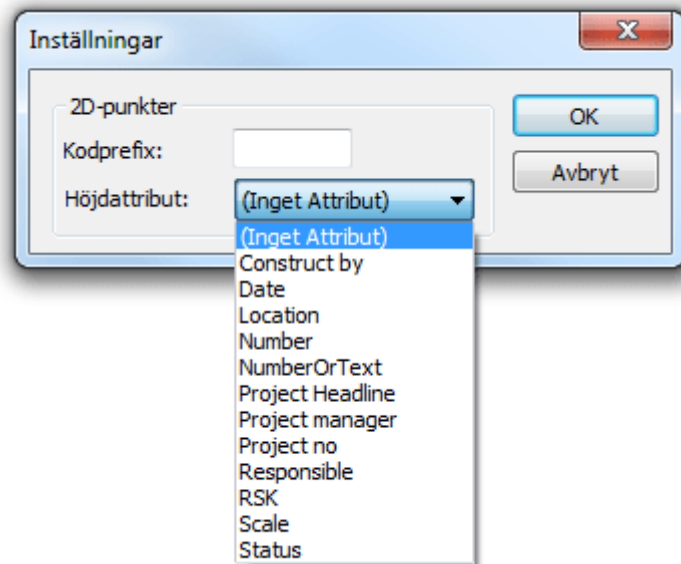 Inställningar
2D-punkter
Kodprefix:
Höjdattribut:
(Inget Attribut)
(Inget Attribut)
Construct by
Date
Location
Number
NumberOrText
Project Headline
Project manager
Project no
Responsible
RSK
Scale
Status
OK
Avbryt